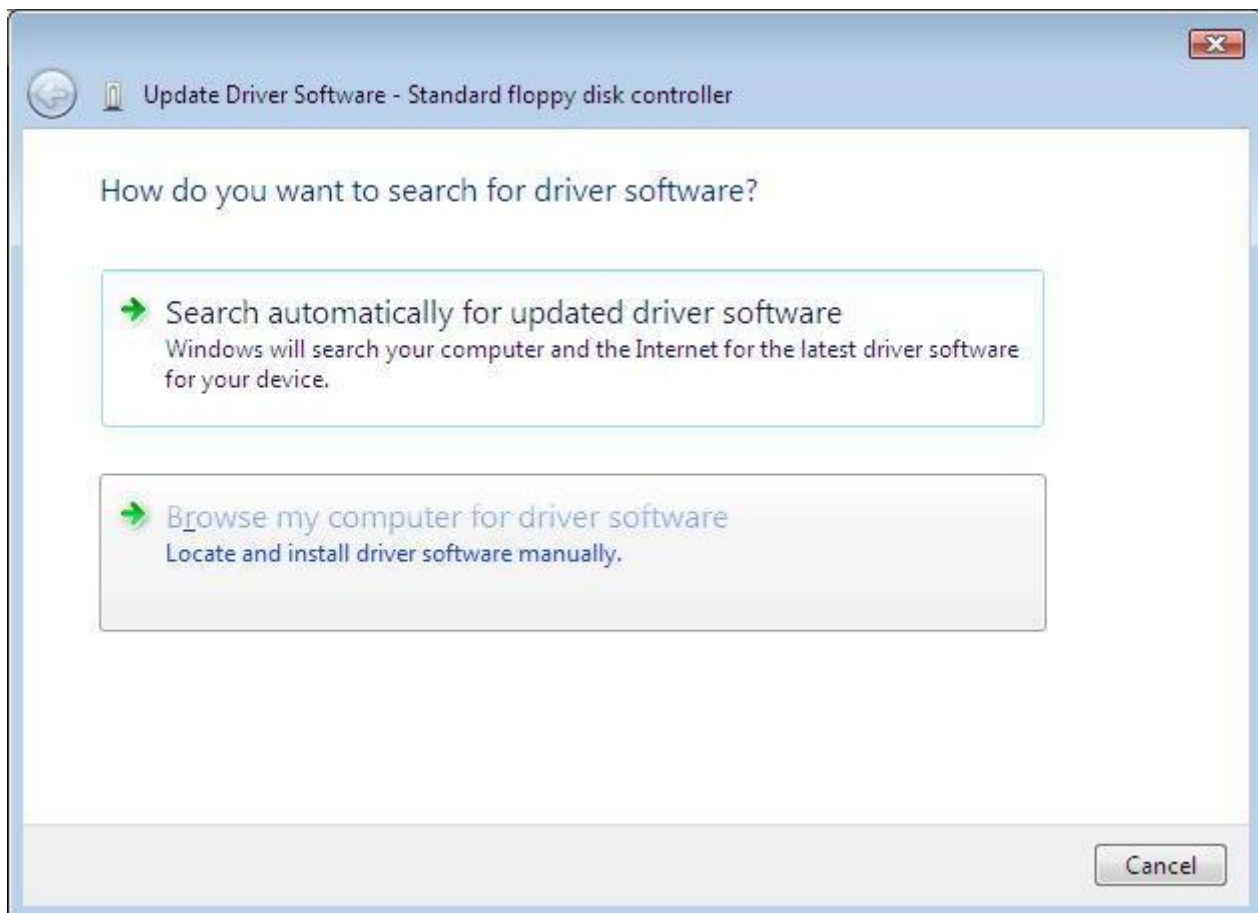 Update Driver Software - Standard floppy disk controller
How do you want to search for driver software?
Search automatically for updated driver software
Windows will search your computer and the Internet for the latest driver software
for your device.
Browse my computer for driver software
Locate and install driver software manually.
Cancel